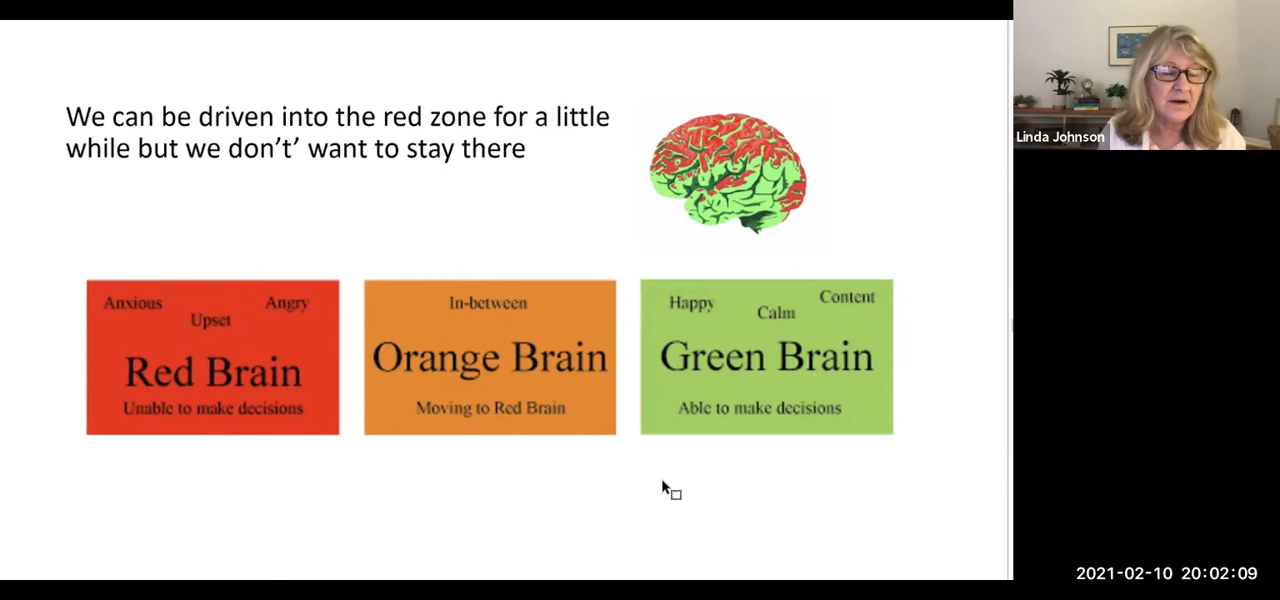 We can be driven into the red zone for a little
while but we don’t’ want to stay there
Linda Johnson
Anxious
Angry
Upset
Red Brain
Unable to make decisions
In-between
Orange Brain
Moving to Red Brain
Happy
Content
Calm
Green Brain
Able to make decisions
2021-02-10 20:02:09